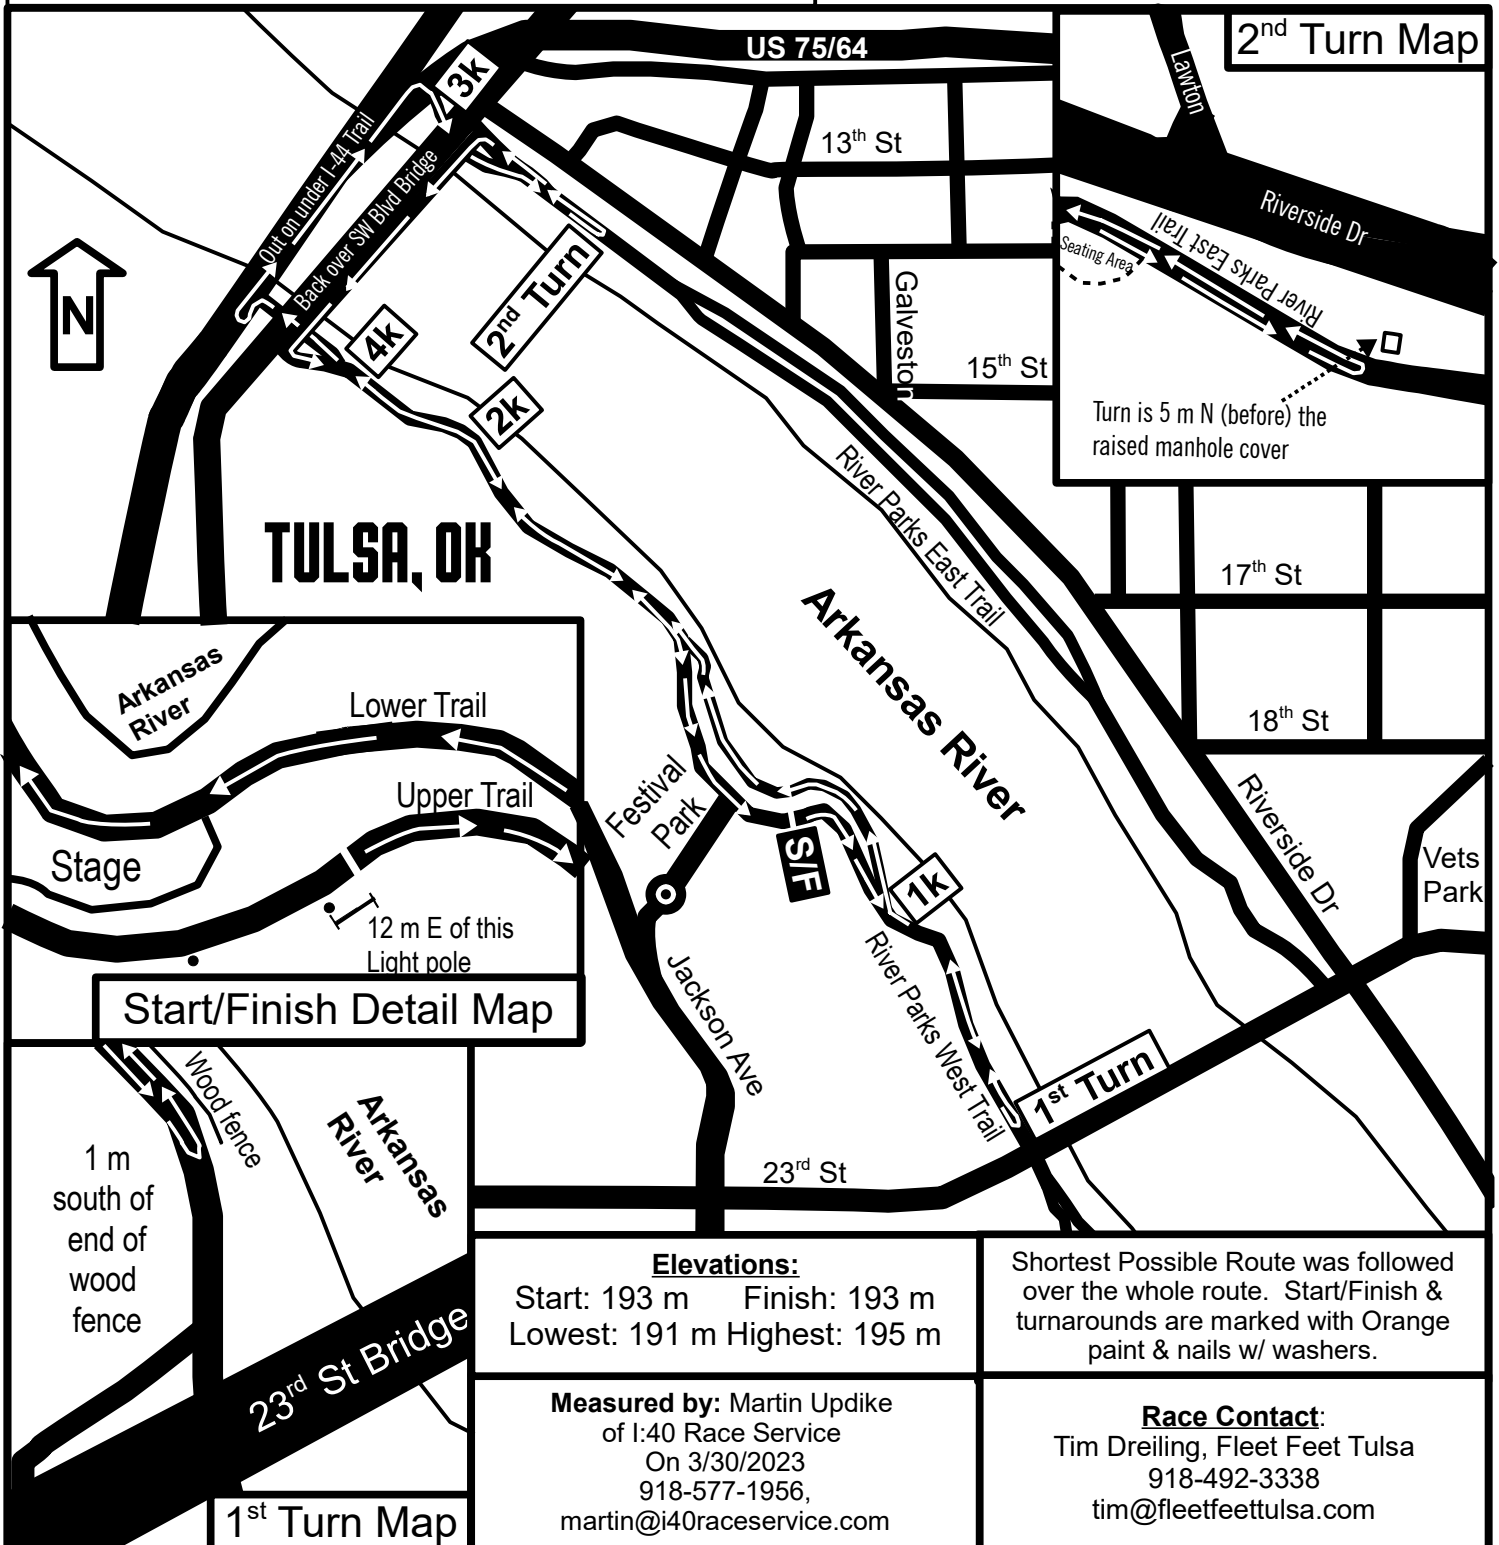 US 75/64
2nd Turn Map
3k
Lawton
13th St
Out on under I-44 Trail
Back over SW Blvd Bridge
Riverside Dr
River Parks East Trail
Seating Area
N
2nd Turn
4k
Galveston
15th St
2k
Turn is 5 m N (before) the
raised manhole cover
River Parks East Trail
TULSA, OK
17th St
Arkansas River
18th St
Arkansas
River
Lower Trail
Upper Trail
Stage
12 m E of this
Light pole
Start/Finish Detail Map
Festival
Park
S/F
1k
Riverside Dr
Vets
Park
Jackson Ave
River Parks West Trail
1st Turn
23rd St
Wood fence
Arkansas
River
1 m
south of
end of
wood
fence
23rd St Bridge
1st Turn Map
Elevations:
Start: 193 m Finish: 193 m
Lowest: 191 m Highest: 195 m
Shortest Possible Route was followed
over the whole route. Start/Finish &
turnarounds are marked with Orange
paint & nails w/ washers.
Measured by: Martin Updike
of I:40 Race Service
On 3/30/2023
918-577-1956,
martin@i40raceservice.com
Race Contact:
Tim Dreiling, Fleet Feet Tulsa
918-492-3338
tim@fleetfeettulsa.com